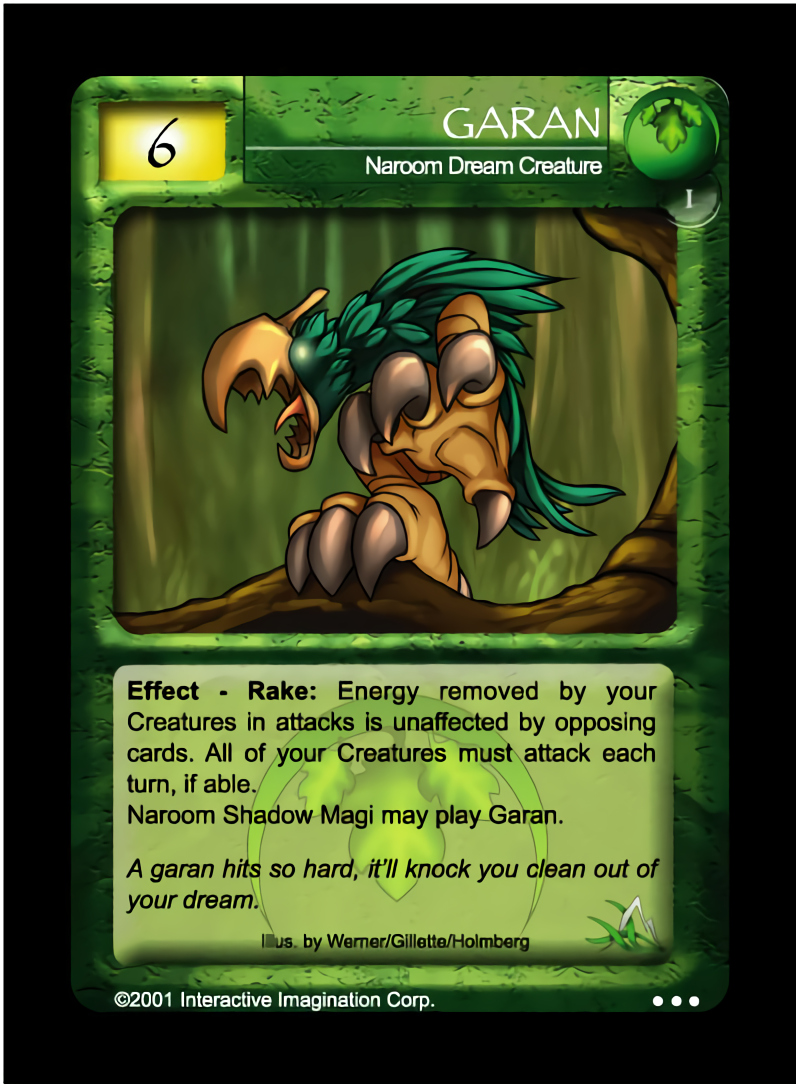 6
GARAN
Naroom Dream Creature
I
Effect - Rake: Energy removed by your
Creatures in attacks is unaffected by opposing
cards. All of your Creatures must attack each
turn, if able.
Naroom Shadow Magi may play Garan.
A garan hits so hard, it'll knock you clean out of
your dream.
Illus. by Werner/Gillette/Holmberg
©2001 Interactive Imagination Corp.